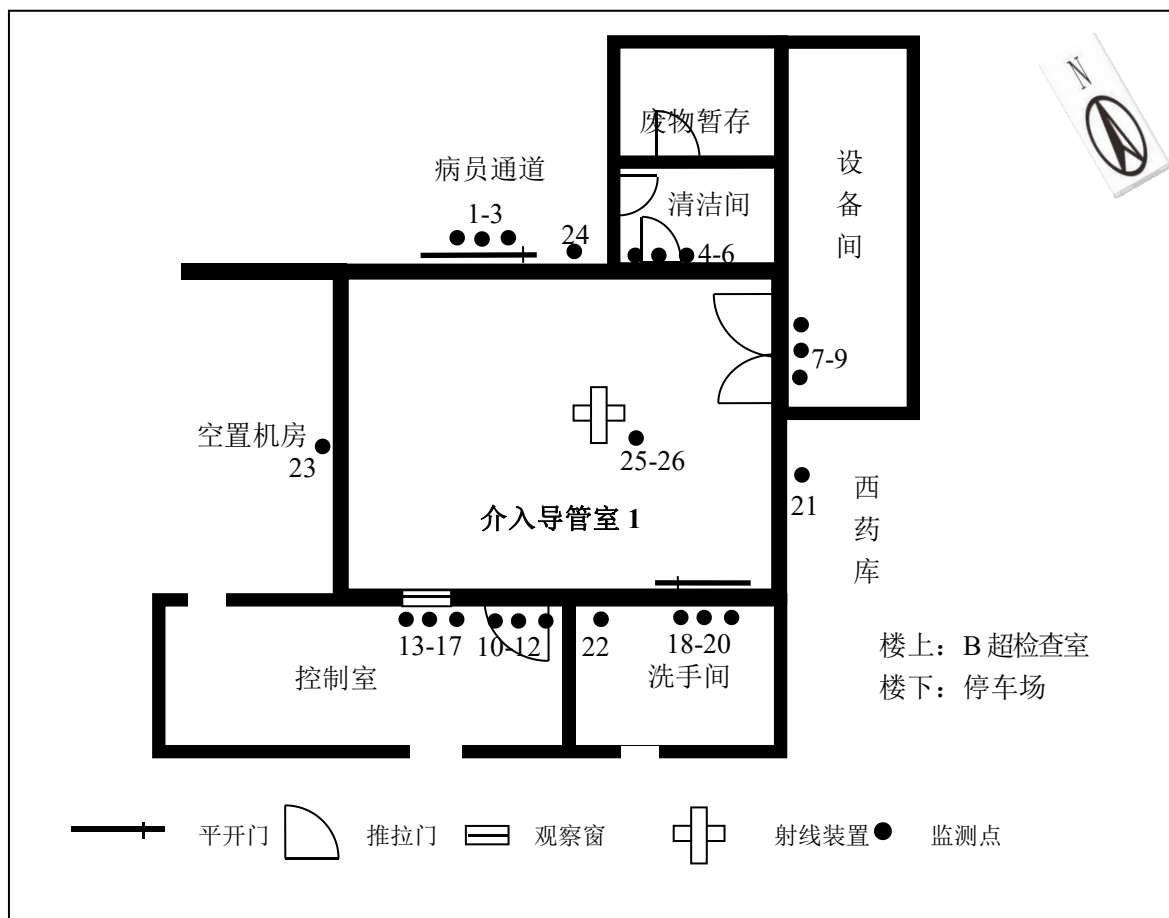 N
废物暂存
病员通道
设备间
1-3
清洁间
24
4-6
7-9
空置机房
23
25-26
21
西药库
介入导管室 1
13-17
10-12
22
18-20
控制室
洗手间
楼上：B 超检查室
楼下：停车场
平开门
推拉门
观察窗
射线装置
监测点